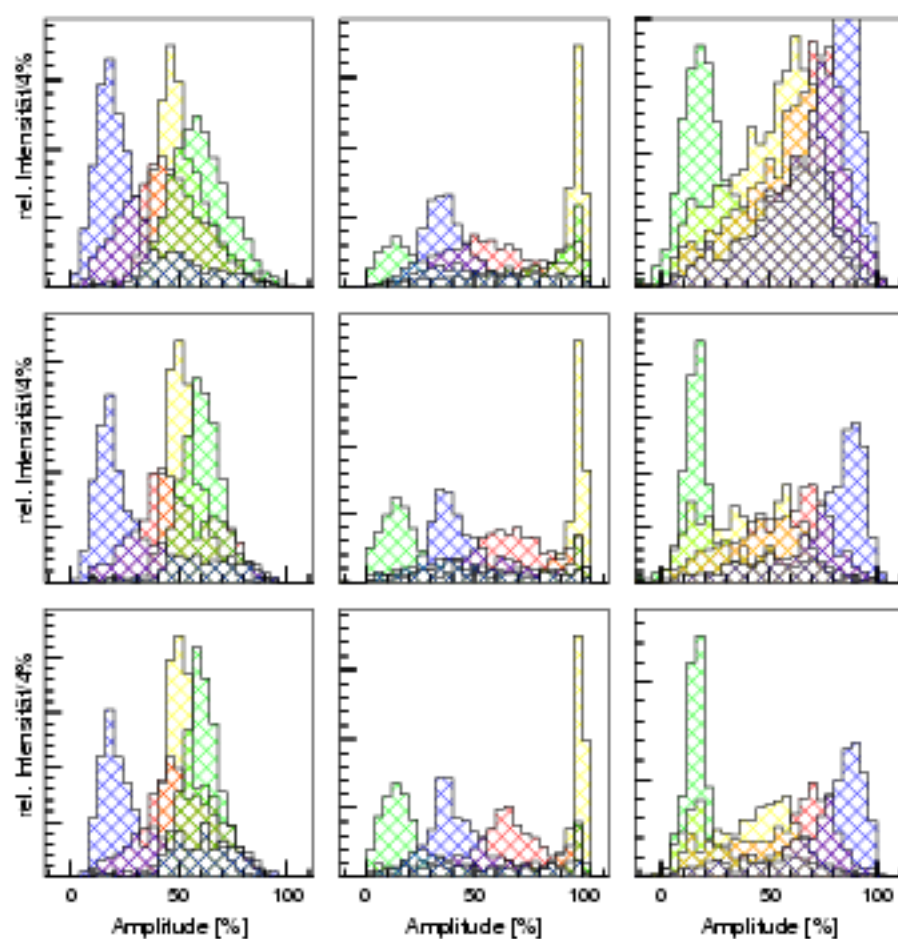 rel. Intensität/4%
rel. Intensität/4%
rel. Intensität/4%
0 50 100 0 50 100 0 50 100
Amplitude [%] Amplitude [%] Amplitude [%]